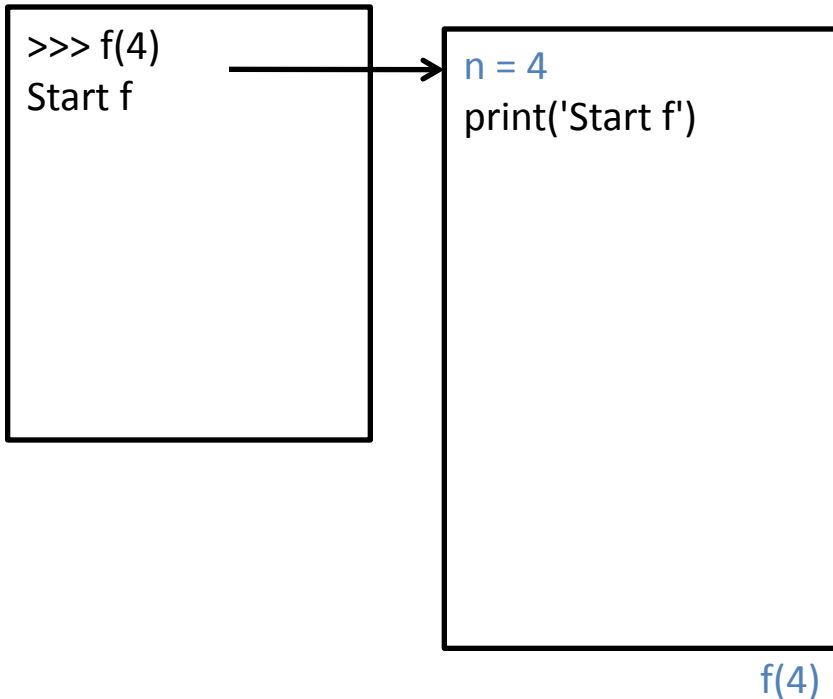 >>> f(4)
Start f
n = 4
print('Start f')
f(4)